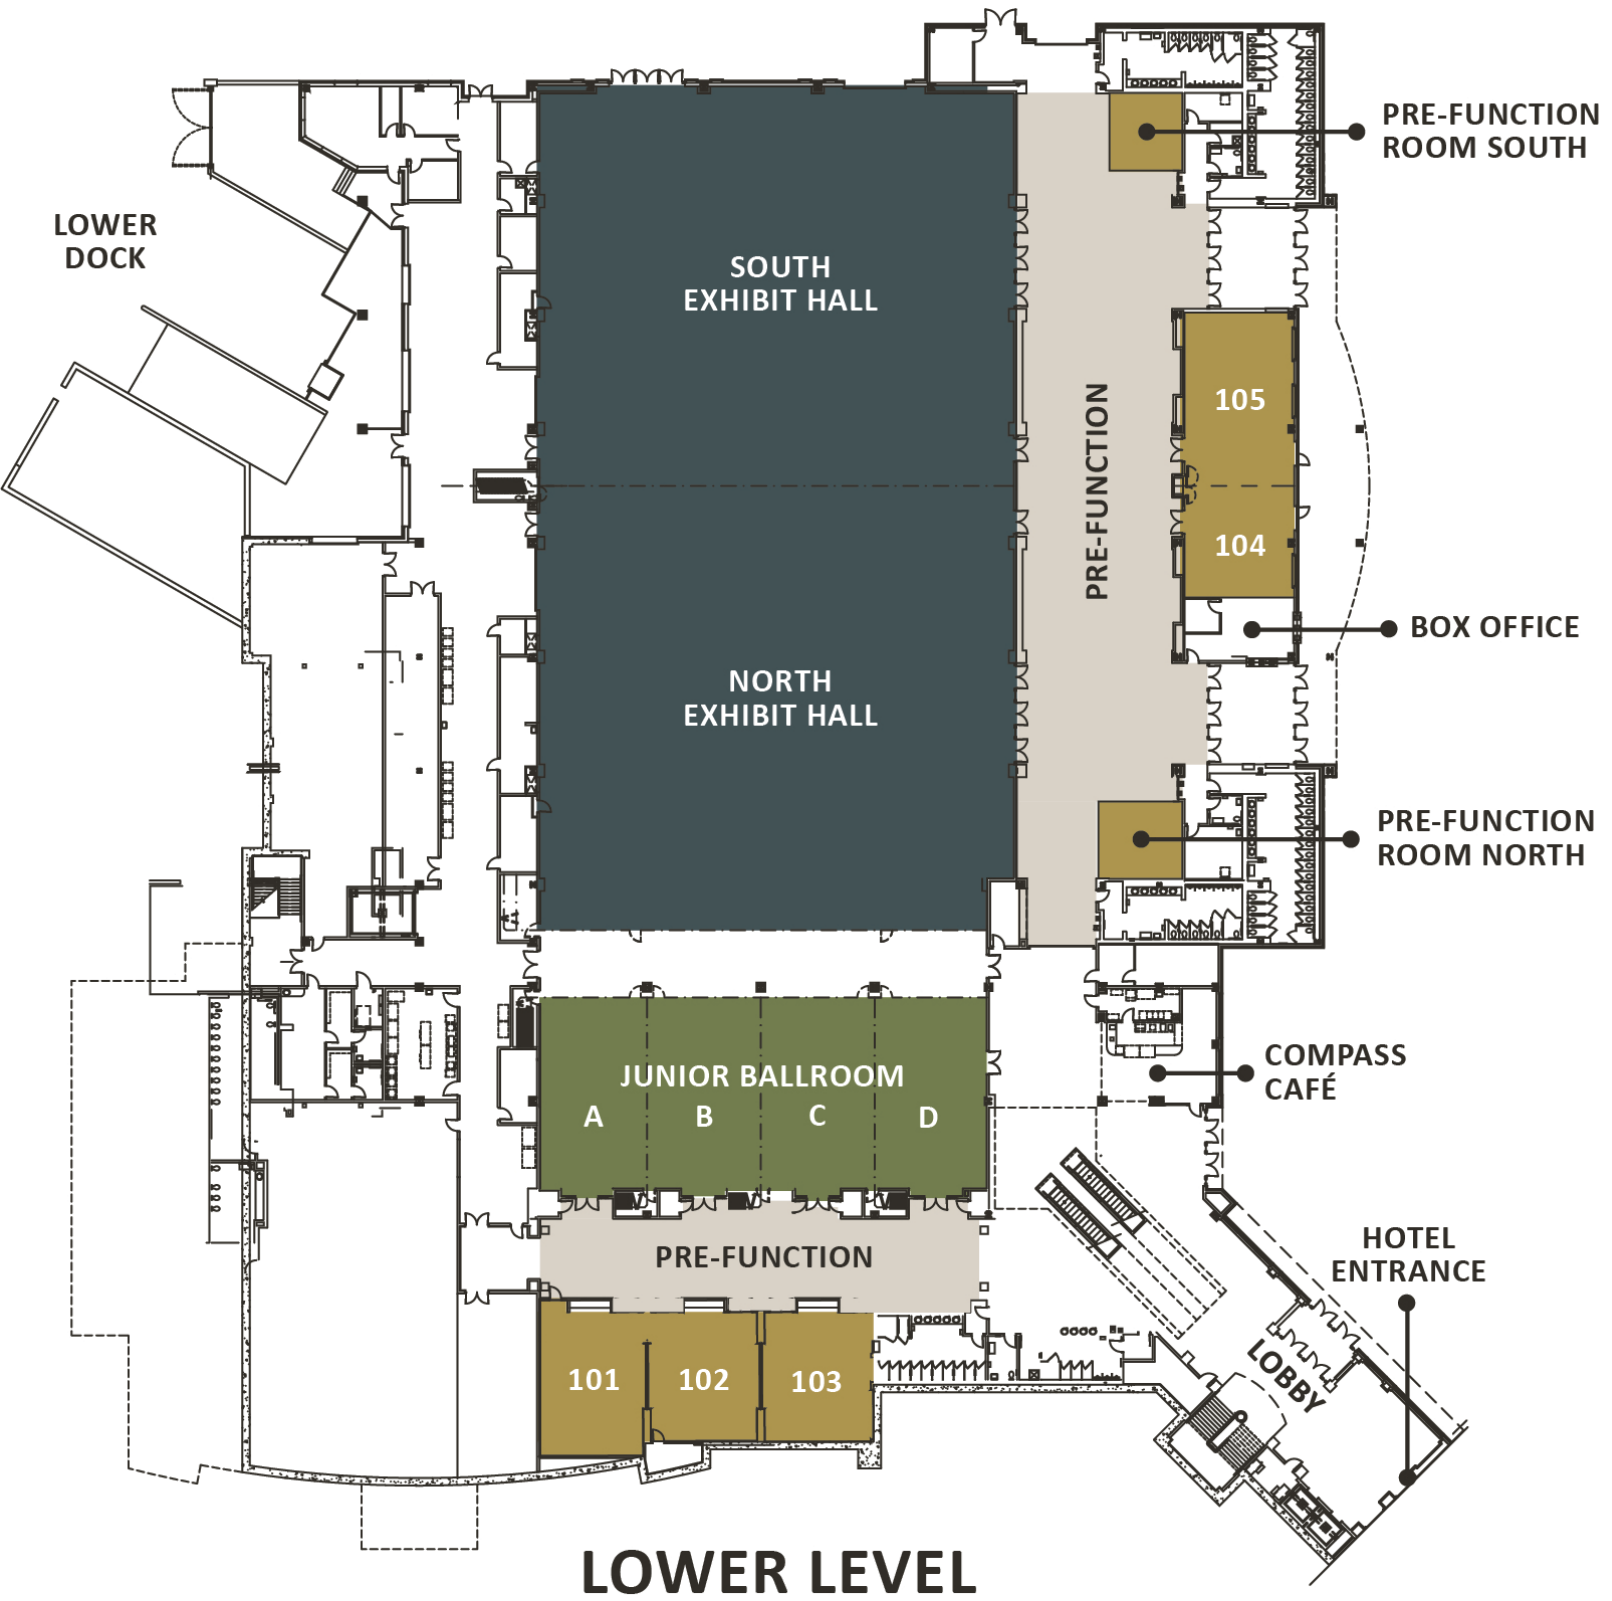 PRE-FUNCTION
ROOM SOUTH
LOWER
DOCK
SOUTH
EXHIBIT HALL
105
PRE-FUNCTION
104
BOX OFFICE
NORTH
EXHIBIT HALL
PRE-FUNCTION
ROOM NORTH
COMPASS
CAFÉ
JUNIOR BALLROOM
A B C D
HOTEL
ENTRANCE
PRE-FUNCTION
LOBBY
101 102 103
LOWER LEVEL